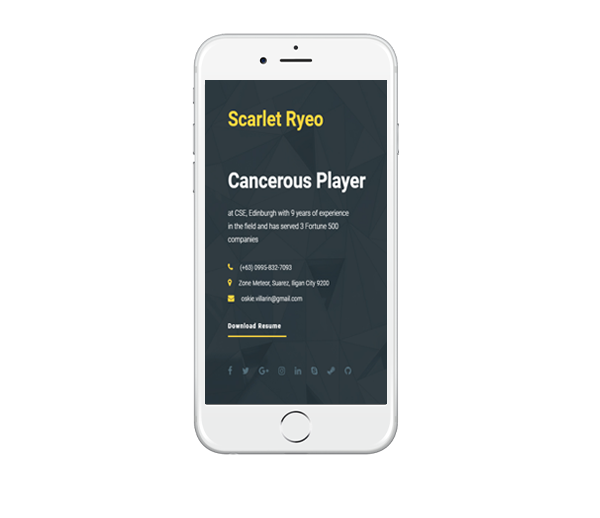 Scarlet Ryeo
Cancerous Player
at CSE, Edinburgh with 9 years of experience
in the field and has served 3 Fortune 500
companies
(+63) 0995-832-7093
Zone Meteor, Suarez, Iligan City 9200
oskie.villarin@gmail.com
Download Resume